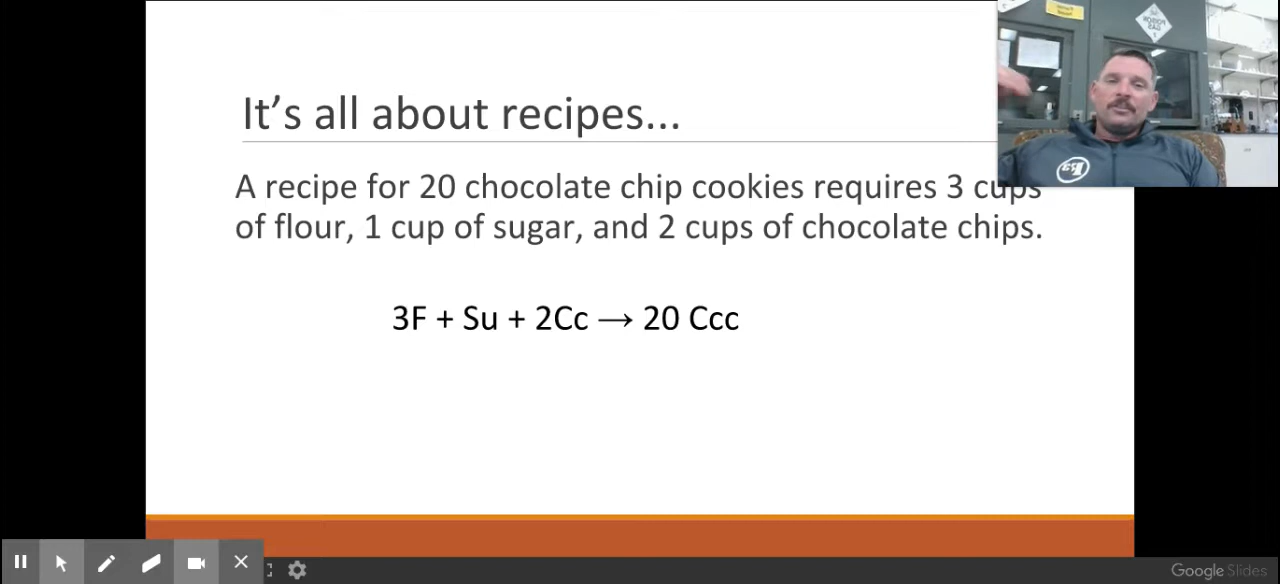 It's all about recipes...
A recipe for 20 chocolate chip cookies requires 3 cups
of flour, 1 cup of sugar, and 2 cups of chocolate chips.
3F + Su + 2Cc → 20 Ccc
Google Slides